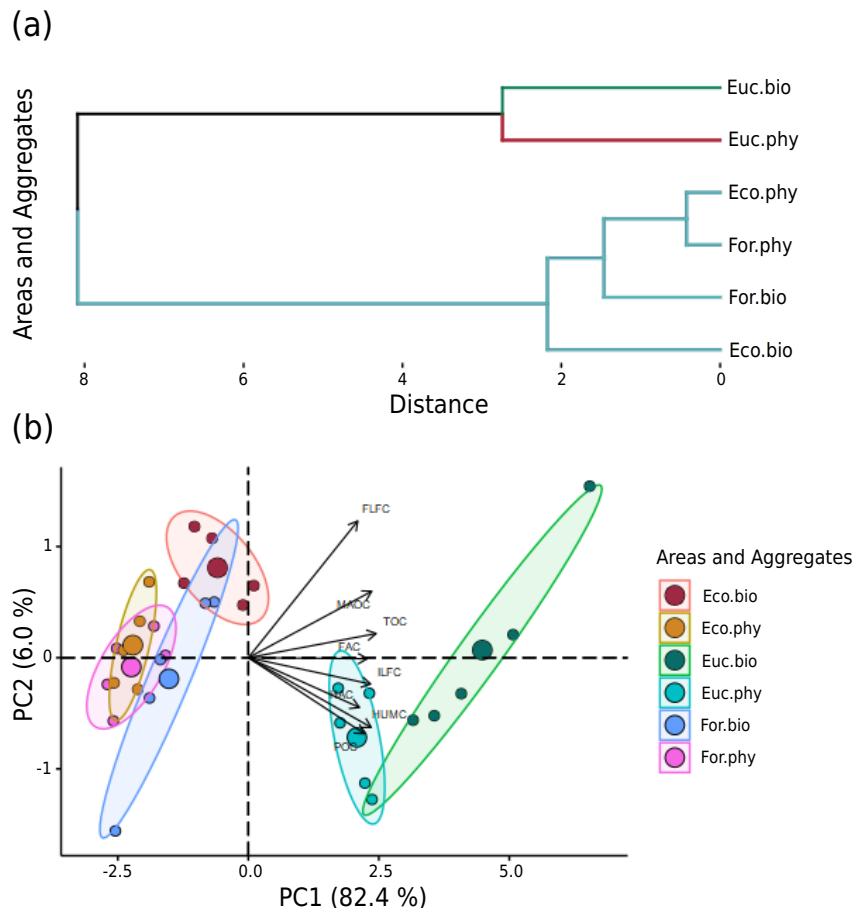 (a)
Areas and Aggregates
Euc.bio
Euc.phy
Eco.phy
For.phy
For.bio
Eco.bio
8 6 4 2 0
Distance
(b)
PC2 (6.0 %)
1
0
-1
FLFC
MAOC
TOC
FAC
ILFC
HUMC
POC
-2.5 0.0 2.5 5.0
PC1 (82.4 %)
Areas and Aggregates
Eco.bio
Eco.phy
Euc.bio
Euc.phy
For.bio
For.phy